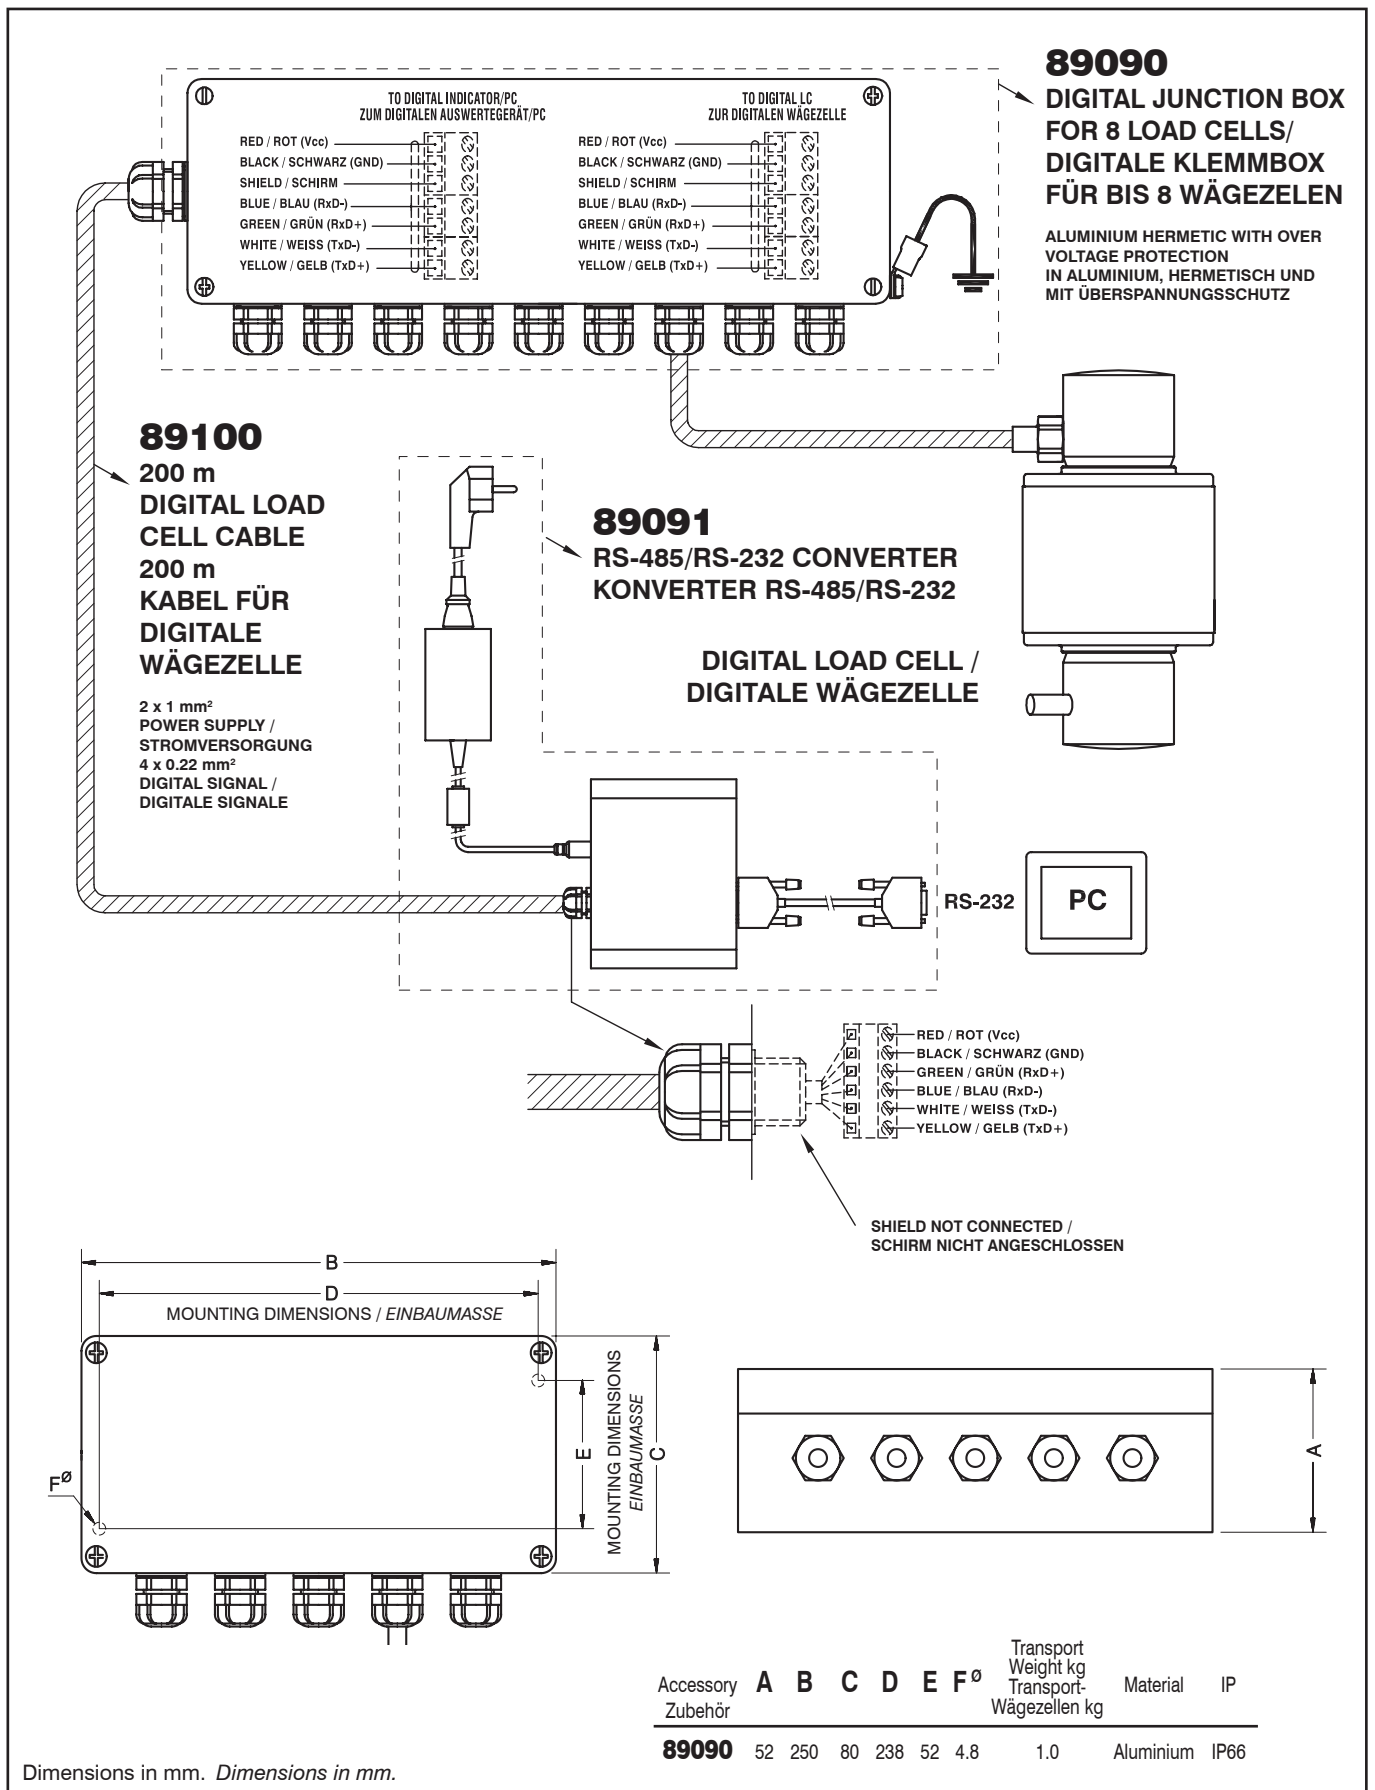 89090
DIGITAL JUNCTION BOX
FOR 8 LOAD CELLS/
DIGITALE KLEMMBOX
FÜR BIS 8 WÄGEZELEN
ALUMINIUM HERMETIC WITH OVER
VOLTAGE PROTECTION
IN ALUMINIUM, HERMETISCH UND
MIT ÜBERSPANNUNGSSCHUTZ
TO DIGITAL INDICATOR/PC
ZUM DIGITALEN AUSWERTEGERÄT/PC
RED / ROT (Vcc)
BLACK / SCHWARZ (GND)
SHIELD / SCHIRM
BLUE / BLAU (RxD-)
GREEN / GRÜN (RxD+)
WHITE / WEISS (TxD-)
YELLOW / GELB (TxD+)
TO DIGITAL LC
ZUR DIGITALEN WÄGEZELLE
RED / ROT (Vcc)
BLACK / SCHWARZ (GND)
SHIELD / SCHIRM
BLUE / BLAU (RxD-)
GREEN / GRÜN (RxD+)
WHITE / WEISS (TxD-)
YELLOW / GELB (TxD+)
89100
200 m
DIGITAL LOAD
CELL CABLE
200 m
KABEL FÜR
DIGITALE
WÄGEZELLE
2 x 1 mm²
POWER SUPPLY /
STROMVERSORGUNG
4 x 0.22 mm²
DIGITAL SIGNAL /
DIGITALE SIGNALE
89091
RS-485/RS-232 CONVERTER
KONVERTER RS-485/RS-232
DIGITAL LOAD CELL /
DIGITALE WÄGEZELLE
RS-232
PC
RED / ROT (Vcc)
BLACK / SCHWARZ (GND)
GREEN / GRÜN (RxD+)
BLUE / BLAU (RxD-)
WHITE / WEISS (TxD-)
YELLOW / GELB (TxD+)
SHIELD NOT CONNECTED /
SCHIRM NICHT ANGESCHLOSSEN
B
D
MOUNTING DIMENSIONS / EINBAUMASSE
MOUNTING DIMENSIONS
EINBAUMASSE
E
C
F Ø
A
Accessory Zubehör A B C D E F Ø Transport Weight kg Transport-Wägezellen kg Material IP
89090 52 250 80 238 52 4.8 1.0 Aluminium IP66
Dimensions in mm. Dimensions in mm.